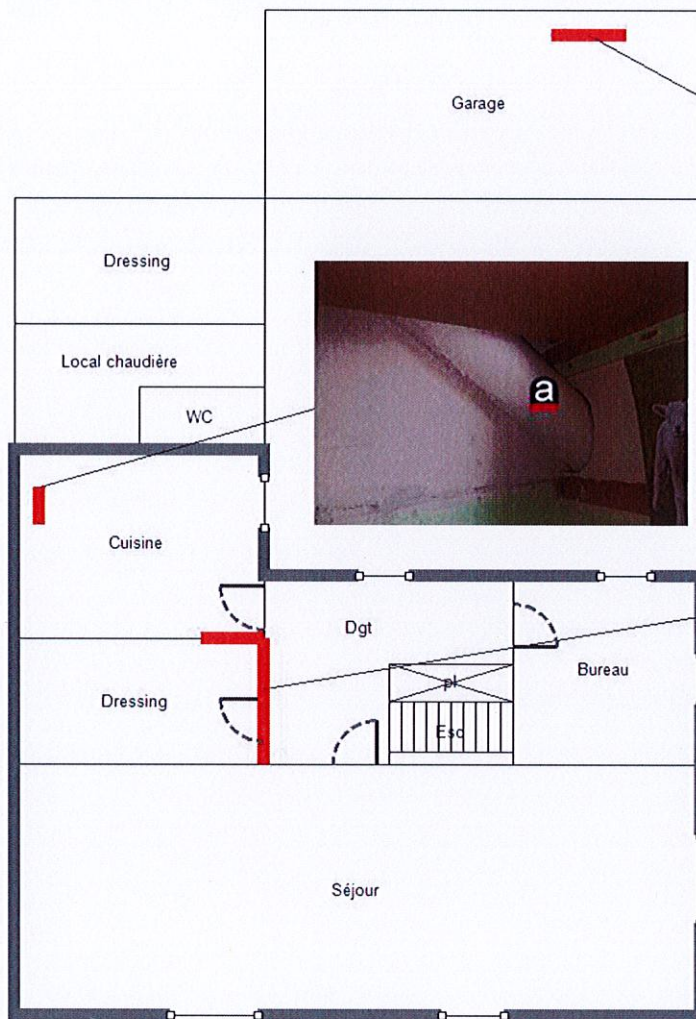 Garage
Dressing
Local chaudière
WC
a
Cuisine
Dgt
Bureau
pl
Dressing
Esc
Séjour